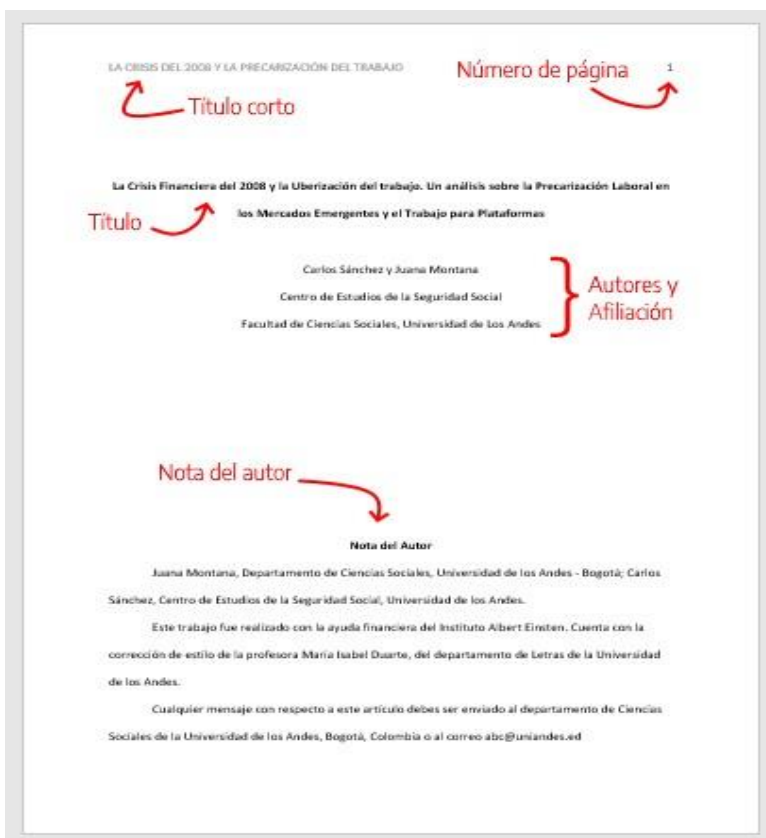 LA CRISIS DEL 2008 Y LA PRECARIZACIÓN DEL TRABAJO
Número de página
1
Título corto
La Crisis Financiera del 2008 y la Uberización del trabajo. Un análisis sobre la Precarización Laboral en
los Mercados Emergentes y el Trabajo para Plataformas
Título
Carlos Sánchez y Juana Montana
Centro de Estudios de la Seguridad Social
Facultad de Ciencias Sociales, Universidad de Los Andes
Autores y
Afiliación
Nota del autor
Nota del Autor
Juana Montana, Departamento de Ciencias Sociales, Universidad de los Andes - Bogotá; Carlos
Sánchez, Centro de Estudios de la Seguridad Social, Universidad de los Andes.
Este trabajo fue realizado con la ayuda financiera del Instituto Albert Einsten. Cuenta con la
corrección de estilo de la profesora Maria Isabel Duarte, del departamento de Letras de la Universidad
de los Andes.
Cualquier mensaje con respecto a este artículo debes ser enviado al departamento de Ciencias
Sociales de la Universidad de los Andes, Bogotá, Colombia o al correo abc@uniandes.ed